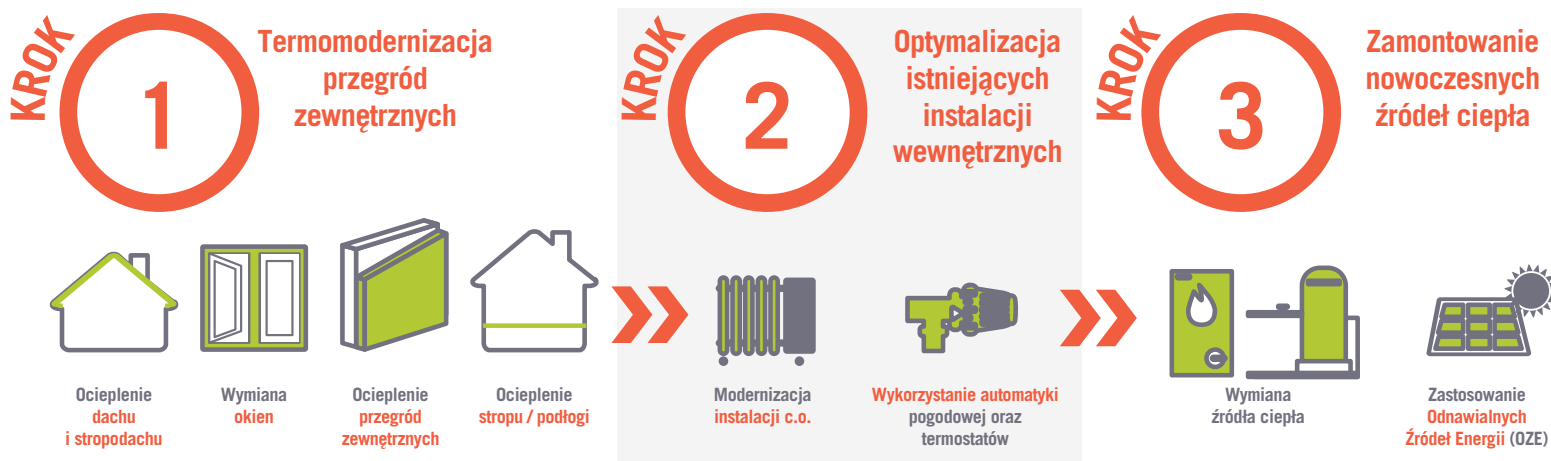 KROK
1
Termomodernizacja
przegród
zewnętrznych
Ocieplenie
dachu
i stropodachu
Wymiana
okien
Ocieplenie
przegród
zewnętrznych
Ocieplenie
stropu / podłogi
KROK
2
Optymalizacja
istniejących
instalacji
wewnętrznych
Modernizacja
instalacji c.o.
Wykorzystanie automatyki
pogodowej oraz
termostatów
KROK
3
Zamontowanie
nowoczesnych
źródeł ciepła
Wymiana
źródła ciepła
Zastosowanie
Odnawialnych
Źródeł Energii (OZE)